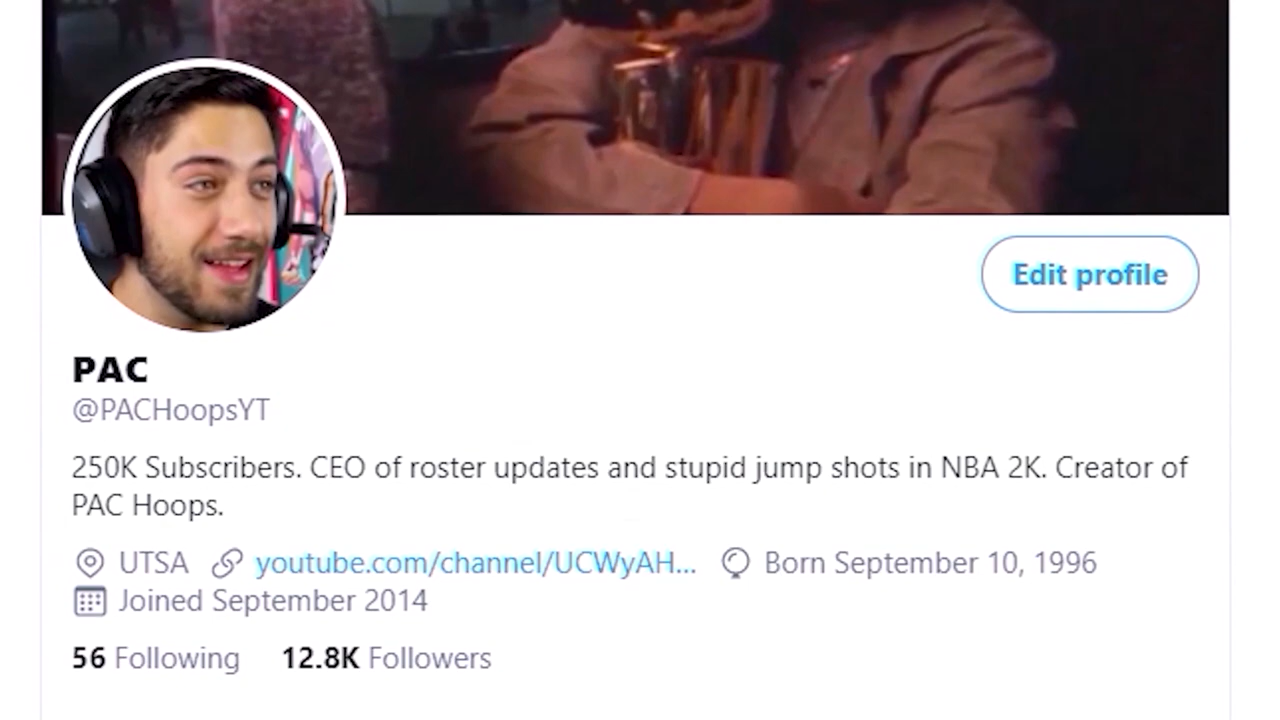 Edit profile
PAC
@PACHoopsYT
250K Subscribers. CEO of roster updates and stupid jump shots in NBA 2K. Creator of
PAC Hoops.
UTSA youtube.com/channel/UCWyAH... Born September 10, 1996
Joined September 2014
56 Following 12.8K Followers